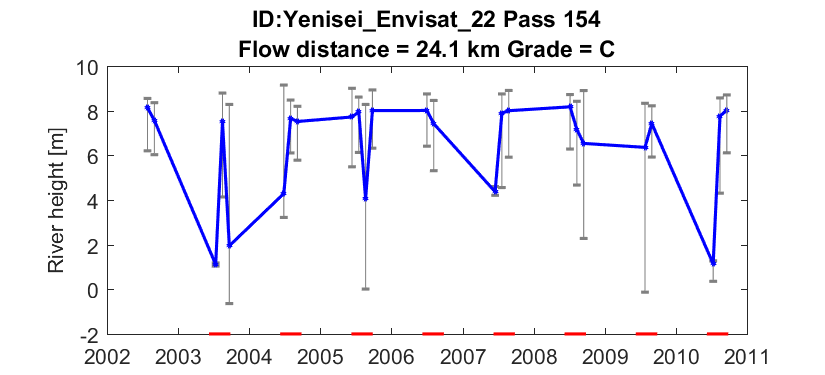 ID:Yenisei_Envisat_22 Pass 154
Flow distance = 24.1 km Grade = C
River height [m]
10
8
6
4
2
0
-2
2002 2003 2004 2005 2006 2007 2008 2009 2010 2011